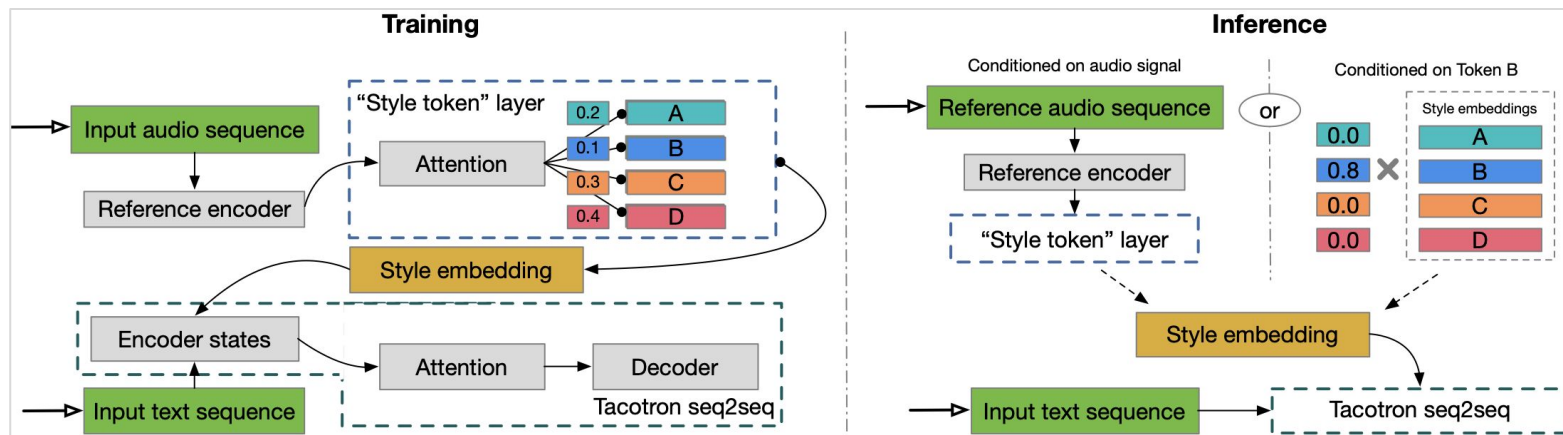 Training
“Style token” layer
Input audio sequence
Reference encoder
Attention
0.2 A
0.1 B
0.3 C
0.4 D
Style embedding
Encoder states
Attention
Decoder
Input text sequence
Tacotron seq2seq
Inference
Conditioned on audio signal
Reference audio sequence
Reference encoder
“Style token” layer
or
Conditioned on Token B
Style embeddings
0.0 A
0.8 B
0.0 C
0.0 D
Style embedding
Input text sequence
Tacotron seq2seq